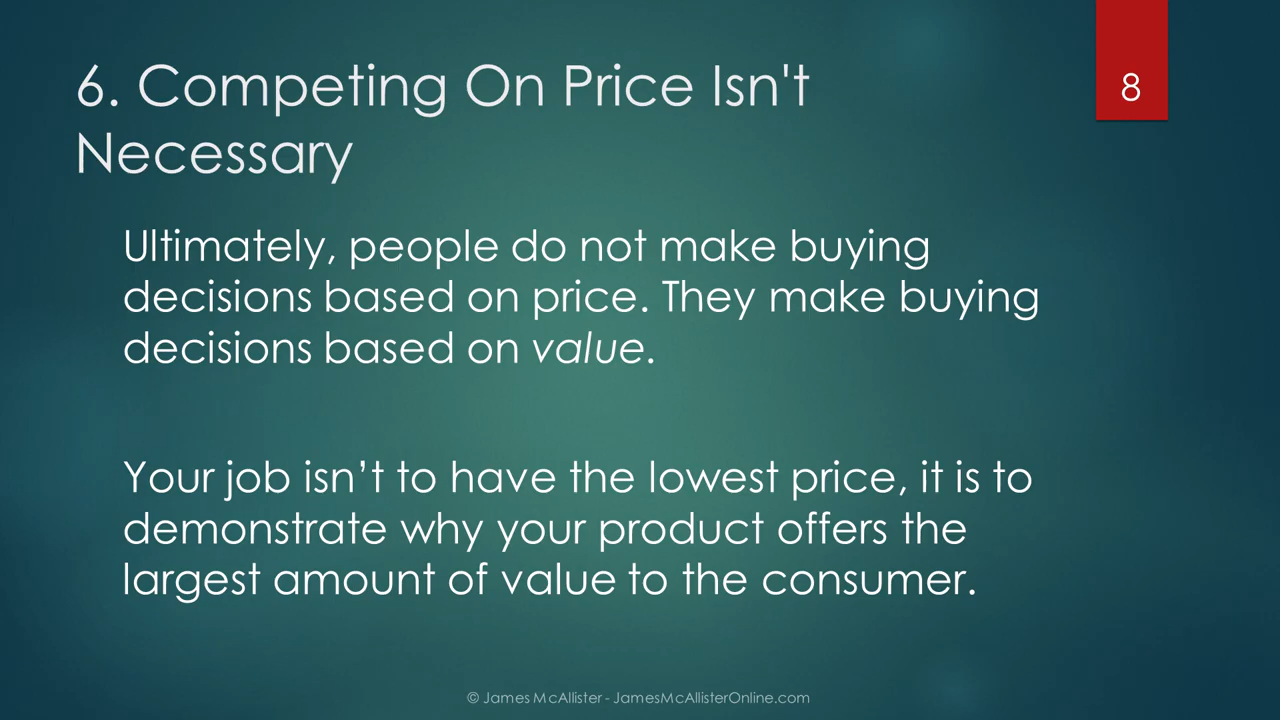 6. Competing On Price Isn't
Necessary
8
Ultimately, people do not make buying
decisions based on price. They make buying
decisions based on value.
Your job isn’t to have the lowest price, it is to
demonstrate why your product offers the
largest amount of value to the consumer.
© James McAllister - JamesMcAllisterOnline.com